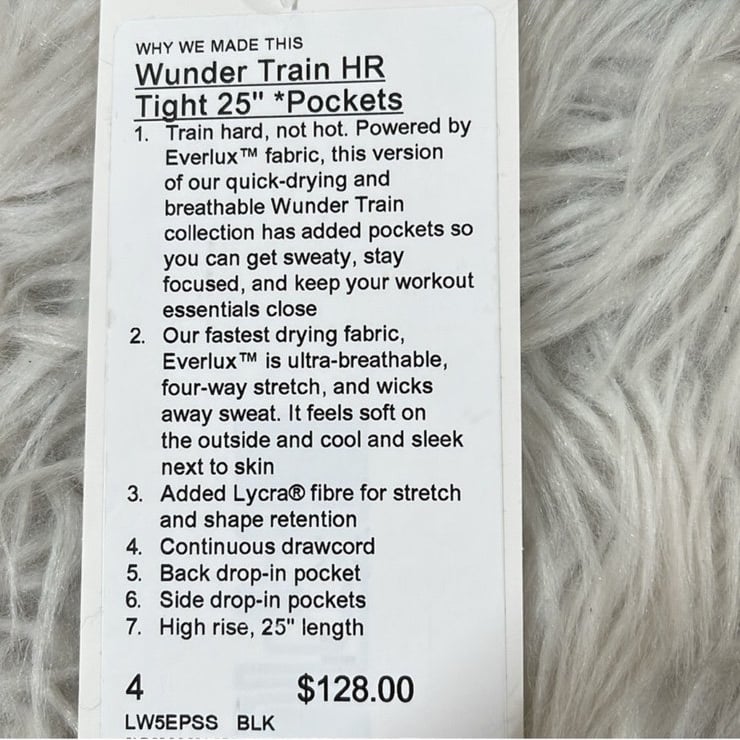 WHY WE MADE THIS
Wunder Train HR
Tight 25" *Pockets
1. Train hard, not hot. Powered by
Everlux™ fabric, this version
of our quick-drying and
breathable Wunder Train
collection has added pockets so
you can get sweaty, stay
focused, and keep your workout
essentials close
2. Our fastest drying fabric,
Everlux™ is ultra-breathable,
four-way stretch, and wicks
away sweat. It feels soft on
the outside and cool and sleek
next to skin
3. Added Lycra® fibre for stretch
and shape retention
4. Continuous drawcord
5. Back drop-in pocket
6. Side drop-in pockets
7. High rise, 25" length
4 $128.00
LW5EPSS BLK